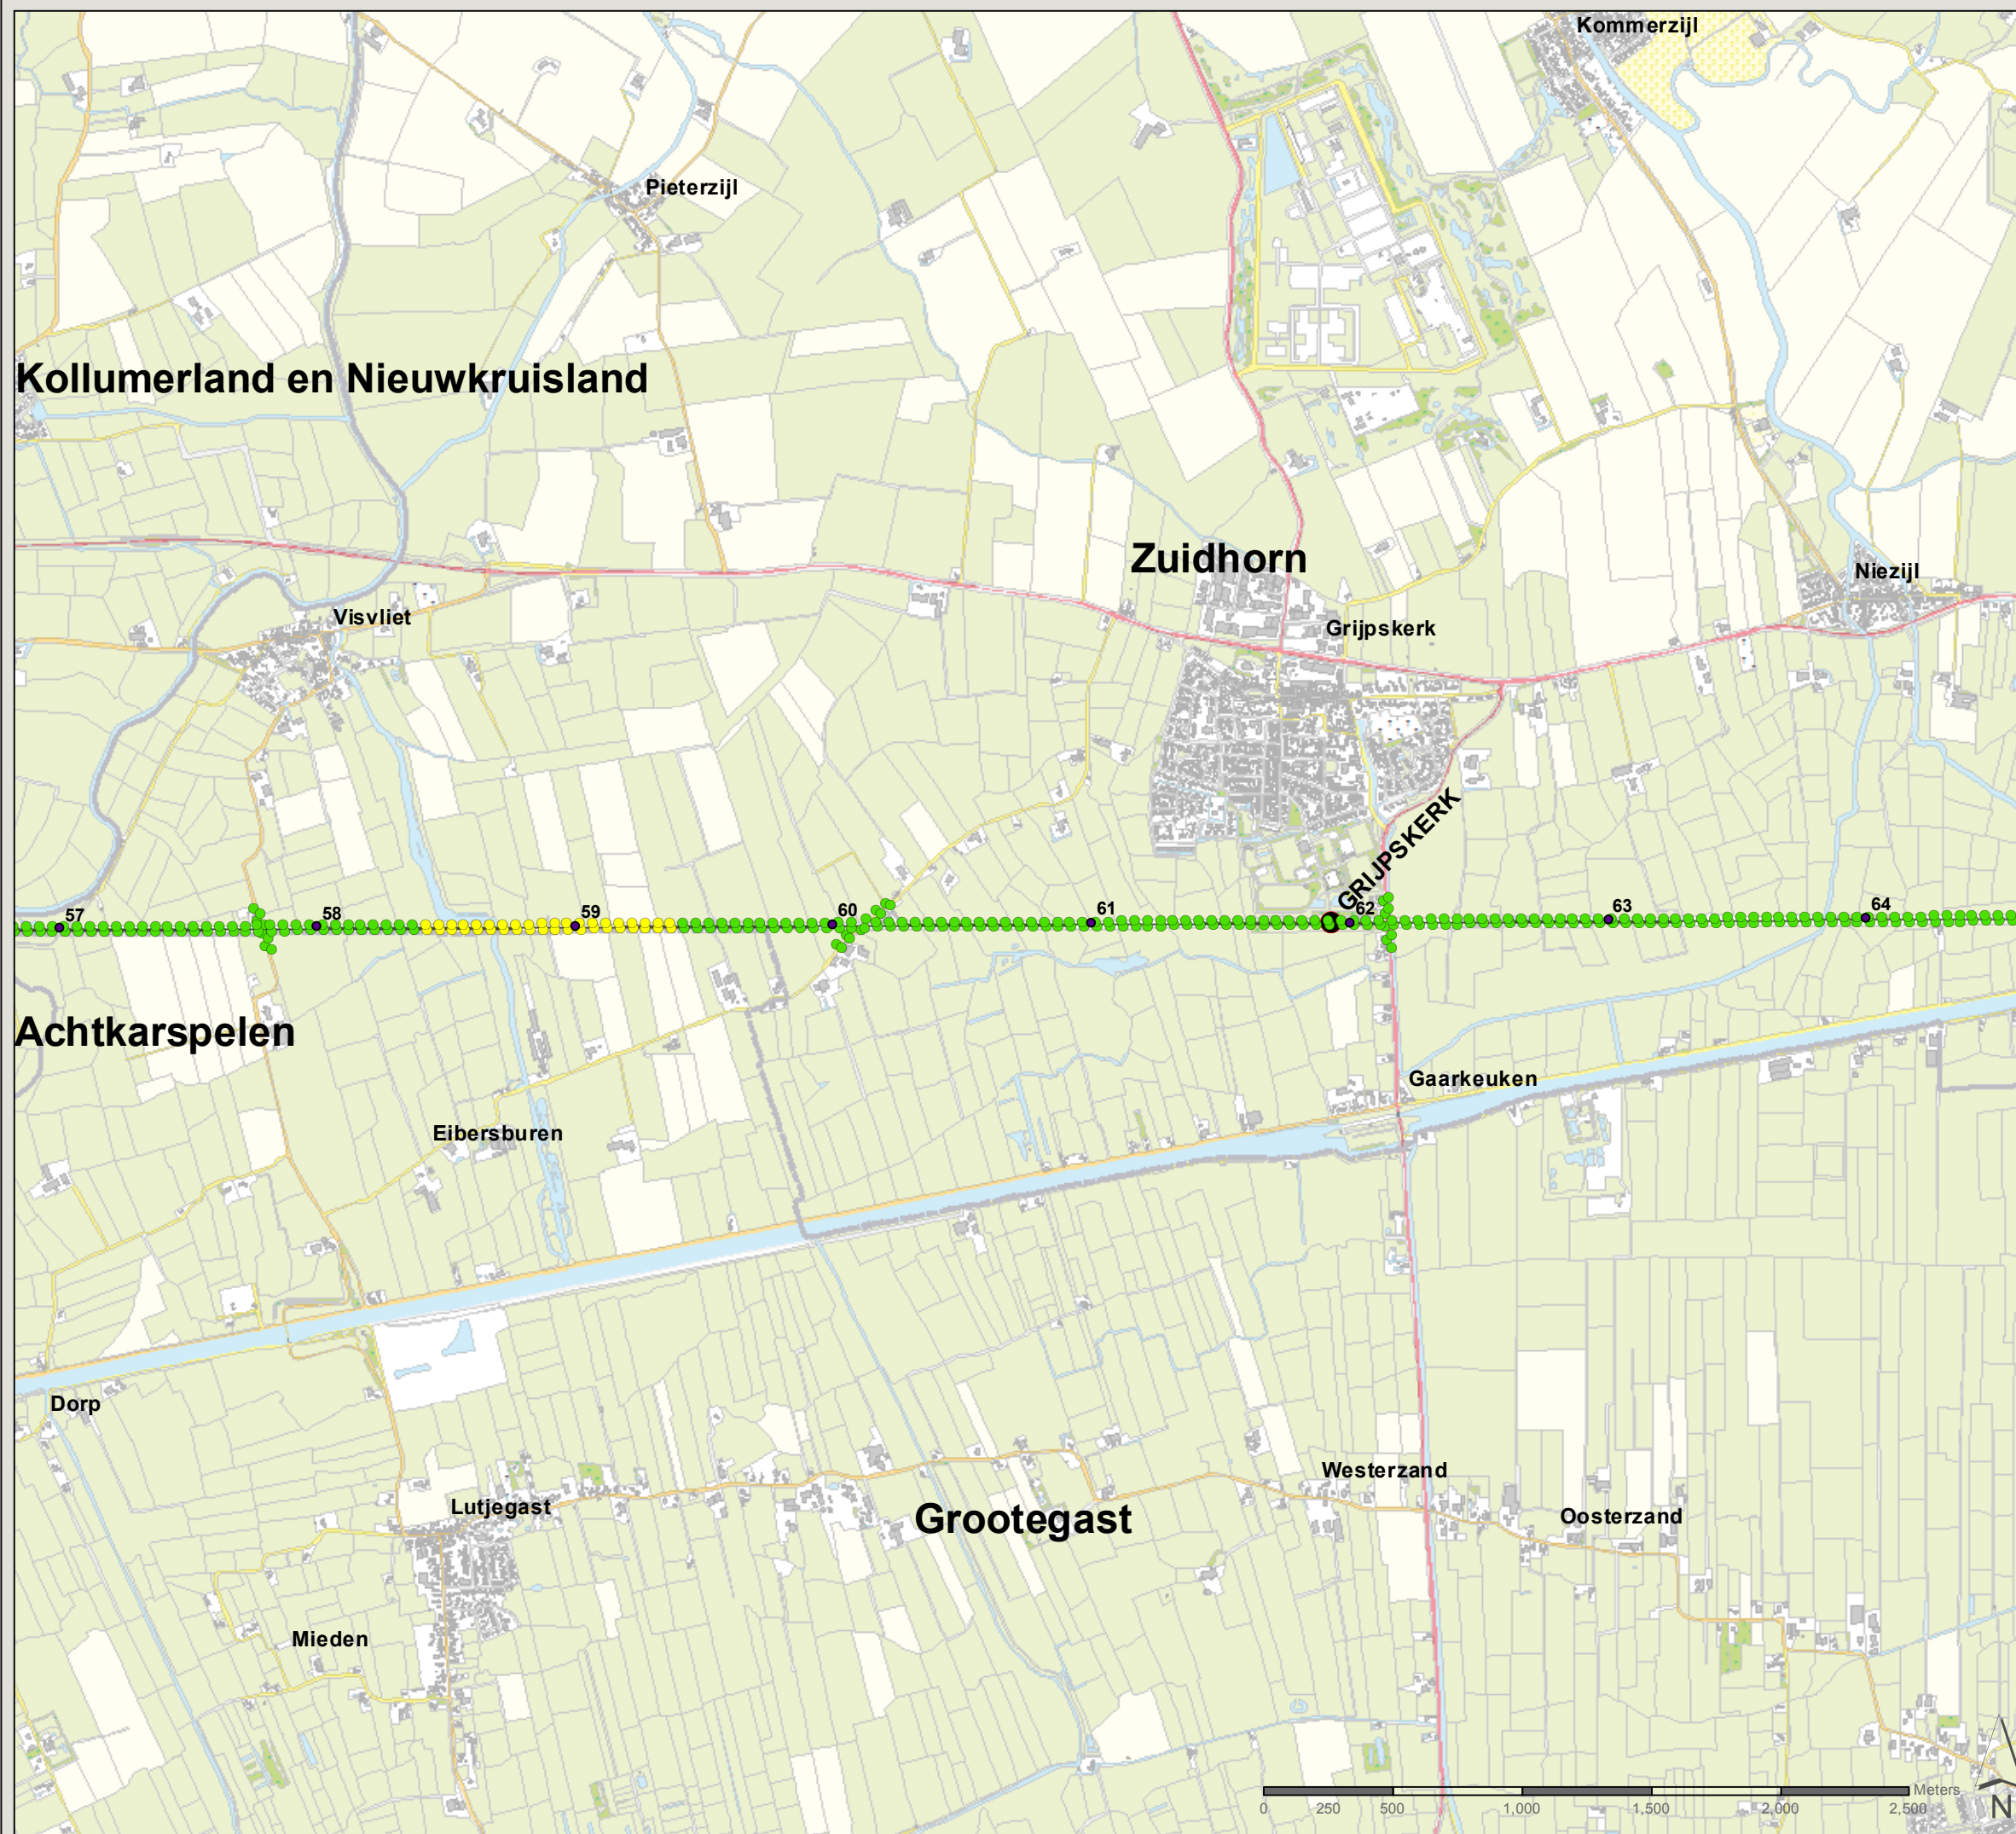 Kommerzijl
Pieterzijl
Kollumerland en Nieuwkruisland
Zuidhorn
Niezijl
Visvliet
Grijpskerk
GRIJPSKERK
57
58
59
60
61
62
63
64
Achtkarspelen
Gaarkeuken
Eibersburen
Dorp
Westerzand
Lutjegast
Grootegast
Oosterzand
Mieden
Meters
0 250 500 1,000 1,500 2,000 2,500
N